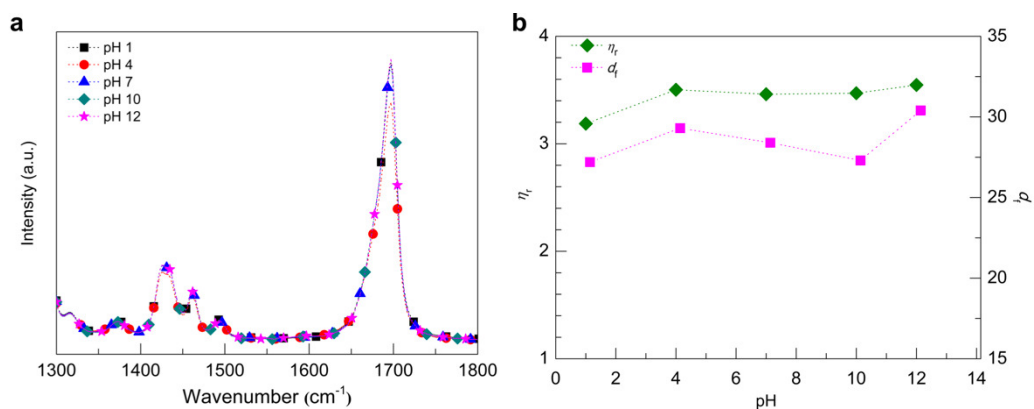 a
pH 1
pH 4
pH 7
pH 10
pH 12
Intensity (a.u.)
1300 1400 1500 1600 1700 1800
Wavenumber (cm⁻¹)
b
4
3
2
1
ηr
ηr
df
35
30
25
20
15
df
0 2 4 6 8 10 12 14
pH